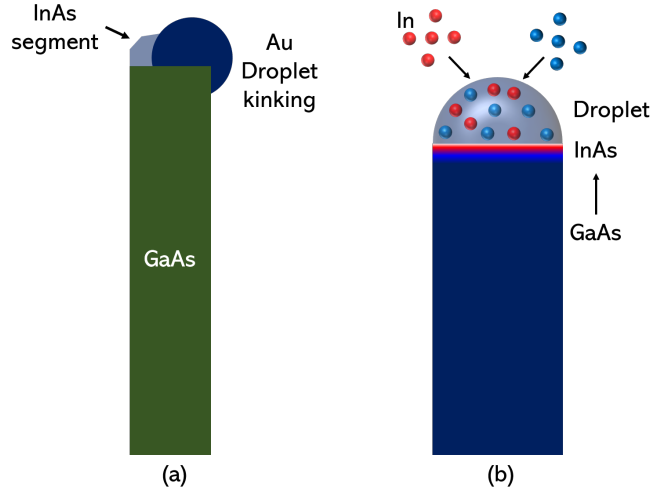 InAs
segment
Au
Droplet
kinking
GaAs
(a)
In
Droplet
InAs
GaAs
(b)